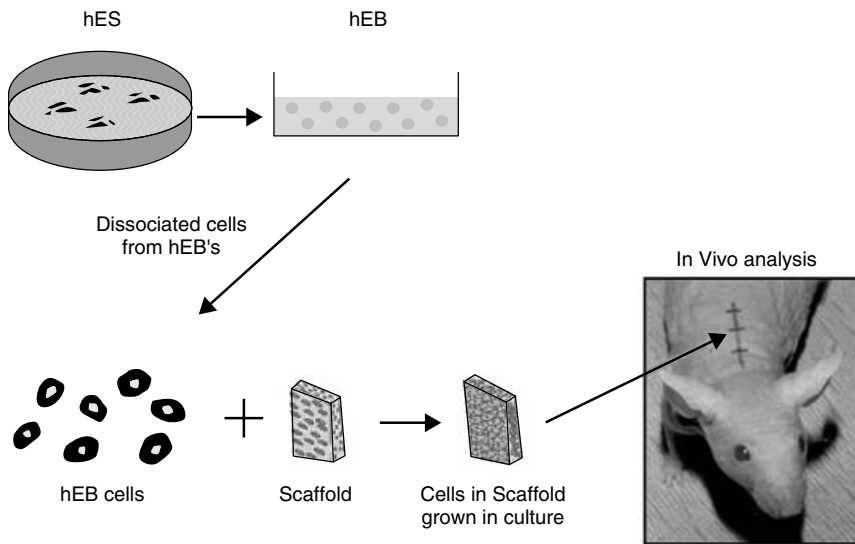 hES
hEB
Dissociated cells
from hEB's
In Vivo analysis
hEB cells
Scaffold
Cells in Scaffold
grown in culture